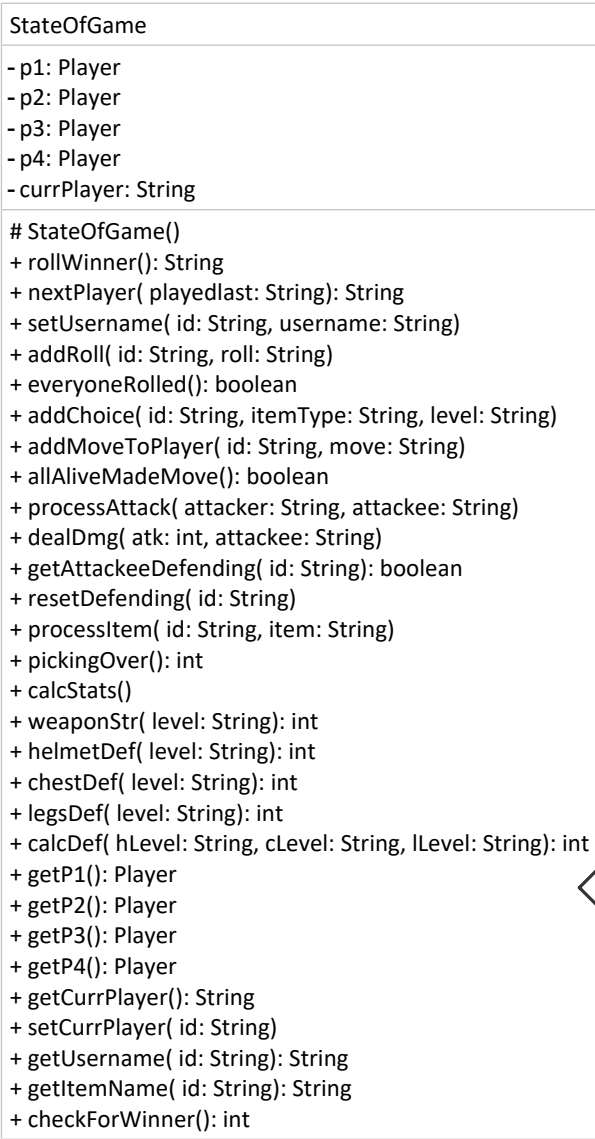 StateOfGame
- p1: Player
- p2: Player
- p3: Player
- p4: Player
- currPlayer: String
# StateOfGame()
+ rollWinner(): String
+ nextPlayer( playedlast: String): String
+ setUsername( id: String, username: String)
+ addRoll( id: String, roll: String)
+ everyoneRolled(): boolean
+ addChoice( id: String, itemType: String, level: String)
+ addMoveToPlayer( id: String, move: String)
+ allAliveMadeMove(): boolean
+ processAttack( attacker: String, attackee: String)
+ dealDmg( atk: int, attackee: String)
+ getAttackeeDefending( id: String): boolean
+ resetDefending( id: String)
+ processItem( id: String, item: String)
+ pickingOver(): int
+ calcStats()
+ weaponStr( level: String): int
+ helmetDef( level: String): int
+ chestDef( level: String): int
+ legsDef( level: String): int
+ calcDef( hLevel: String, cLevel: String, lLevel: String): int
+ getP1(): Player
+ getP2(): Player
+ getP3(): Player
+ getP4(): Player
+ getCurrPlayer(): String
+ setCurrPlayer( id: String)
+ getUsername( id: String): String
+ getItemName( id: String): String
+ checkForWinner(): int